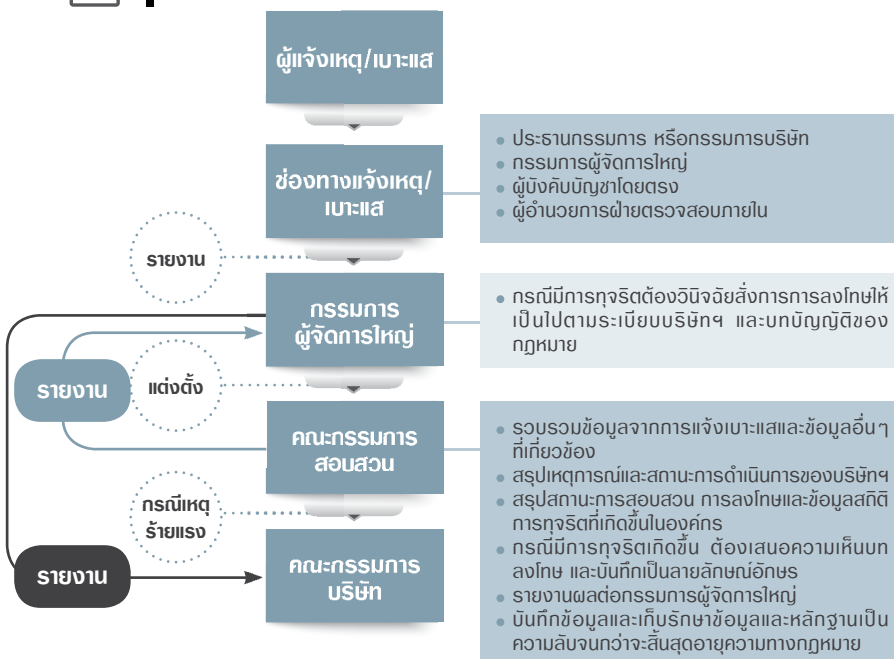 ผู้แจ้งเหตุ/เบาะแส
ช่องทางแจ้งเหตุ/
เบาะแส
• ประธานกรรมการ หรือกรรมการบริษัท
• กรรมการผู้จัดการใหญ่
• ผู้บังคับบัญชาโดยตรง
• ผู้อำนวยการฝ่ายตรวจสอบภายใน
รายงาน
กรรมการ
ผู้จัดการใหญ่
• กรณีมีการทุจริตต้องวินิจฉัยสั่งการการลงโทษให้
เป็นไปตามระเบียบบริษัทฯ และบทบัญญัติของ
กฎหมาย
รายงาน
แต่งตั้ง
คณะกรรมการ
สอบสวน
• รวบรวมข้อมูลจากการแจ้งเบาะแสและข้อมูลอื่นๆ
ที่เกี่ยวข้อง
• สรุปเหตุการณ์และสถานะการดำเนินการของบริษัทฯ
• สรุปสถานะการสอบสวน การลงโทษและข้อมูลสถิติ
การทุจริตที่เกิดขึ้นในองค์กร
• กรณีมีการทุจริตเกิดขึ้น ต้องเสนอความเห็นบท
ลงโทษ และบันทึกเป็นลายลักษณ์อักษร
• รายงานผลต่อกรรมการผู้จัดการใหญ่
• บันทึกข้อมูลและเก็บรักษาข้อมูลและหลักฐานเป็น
ความลับจนกว่าจะสิ้นสุดอายุความทางกฎหมาย
กรณีเหตุ
ร้ายแรง
รายงาน
คณะกรรมการ
บริษัท